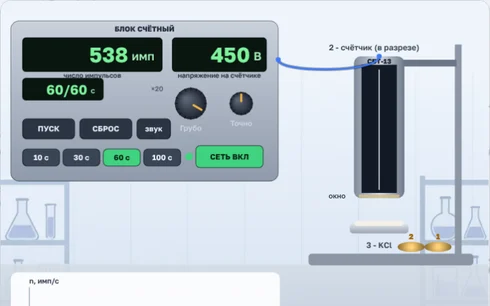 БЛОК СЧЁТНЫЙ
538 имп
450 В
число импульсов
напряжение на счётчике
60/60 с
×20
Грубо
Точно
ПУСК
СБРОС
звук
10 с
30 с
60 с
100 с
СЕТЬ ВКЛ
2 - счётчик (в разрезе)
СБТ-13
окно
3 - KCl
2
1
n, имп/с